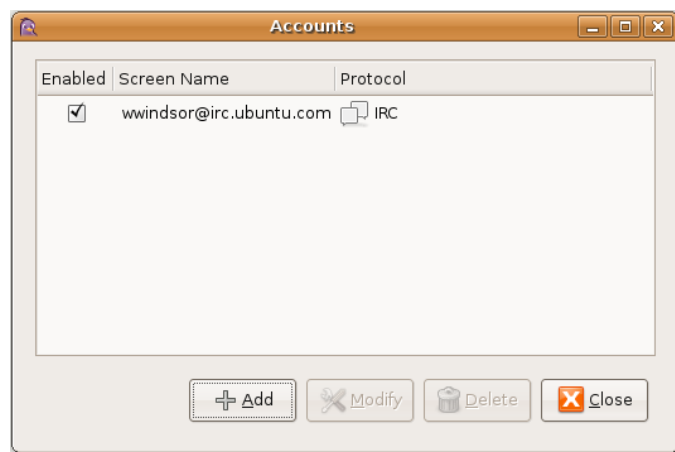 Accounts
Enabled Screen Name Protocol
wwindsor@irc.ubuntu.com IRC
Add Modify Delete Close